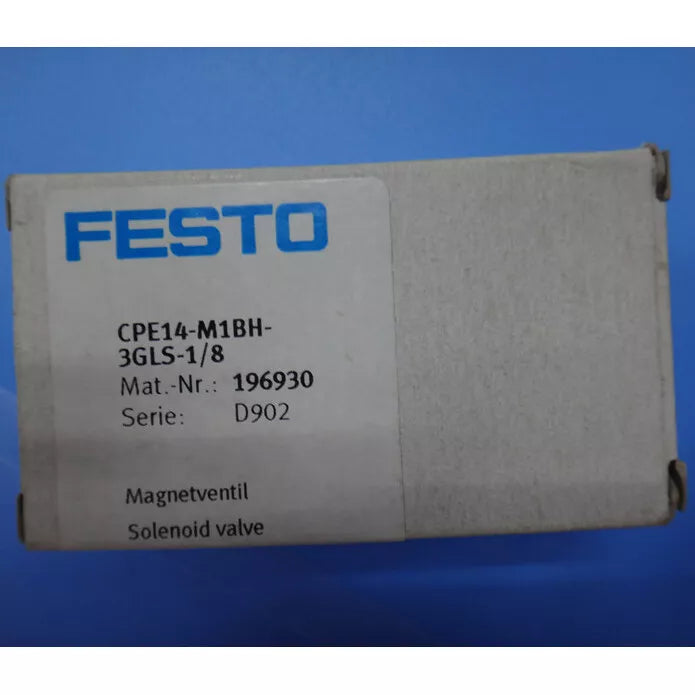 FESTO
CPE14-M1BH-
3GLS-1/8
Mat.-Nr.: 196930
Serie: D902
Magnetventil
Solenoid valve